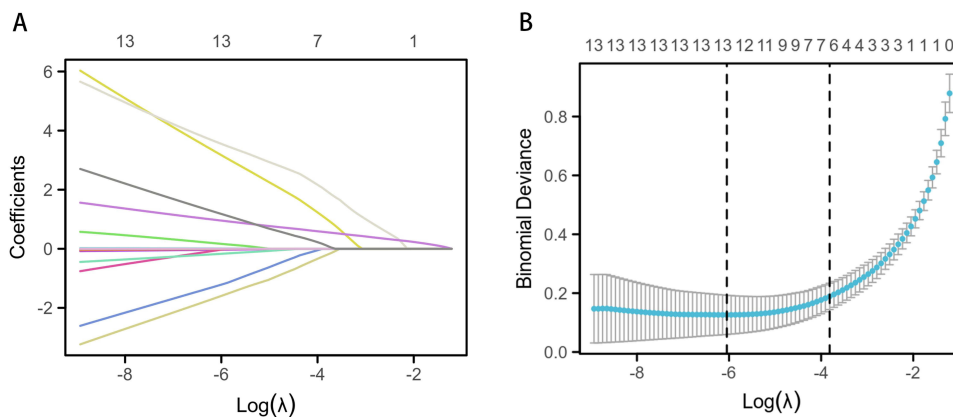 A
13 13 7 1
6
4
2
0
-2
Coefficients
-8 -6 -4 -2
Log(λ)
B
13 13 13 13 13 13 13 12 11 9 9 7 7 6 4 4 3 3 3 1 1 1 0
0.8
0.6
0.4
0.2
0.0
Binomial Deviance
-8 -6 -4 -2
Log(λ)